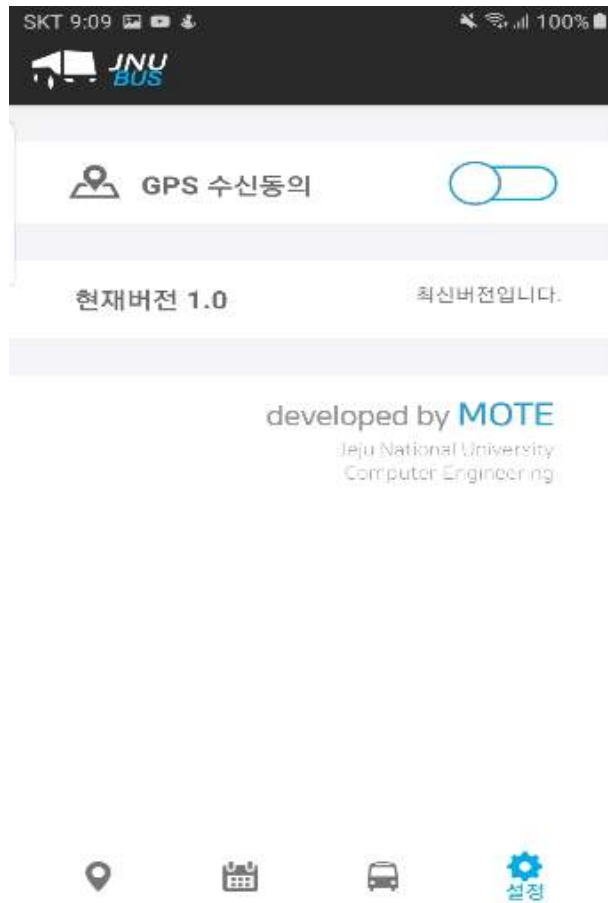 SKT 9:09 100%
JNU
BUS
GPS 수신동의
현재버전 1.0 최신버전입니다.
developed by MOTE
Jeju National University
Computer Engineering
설정